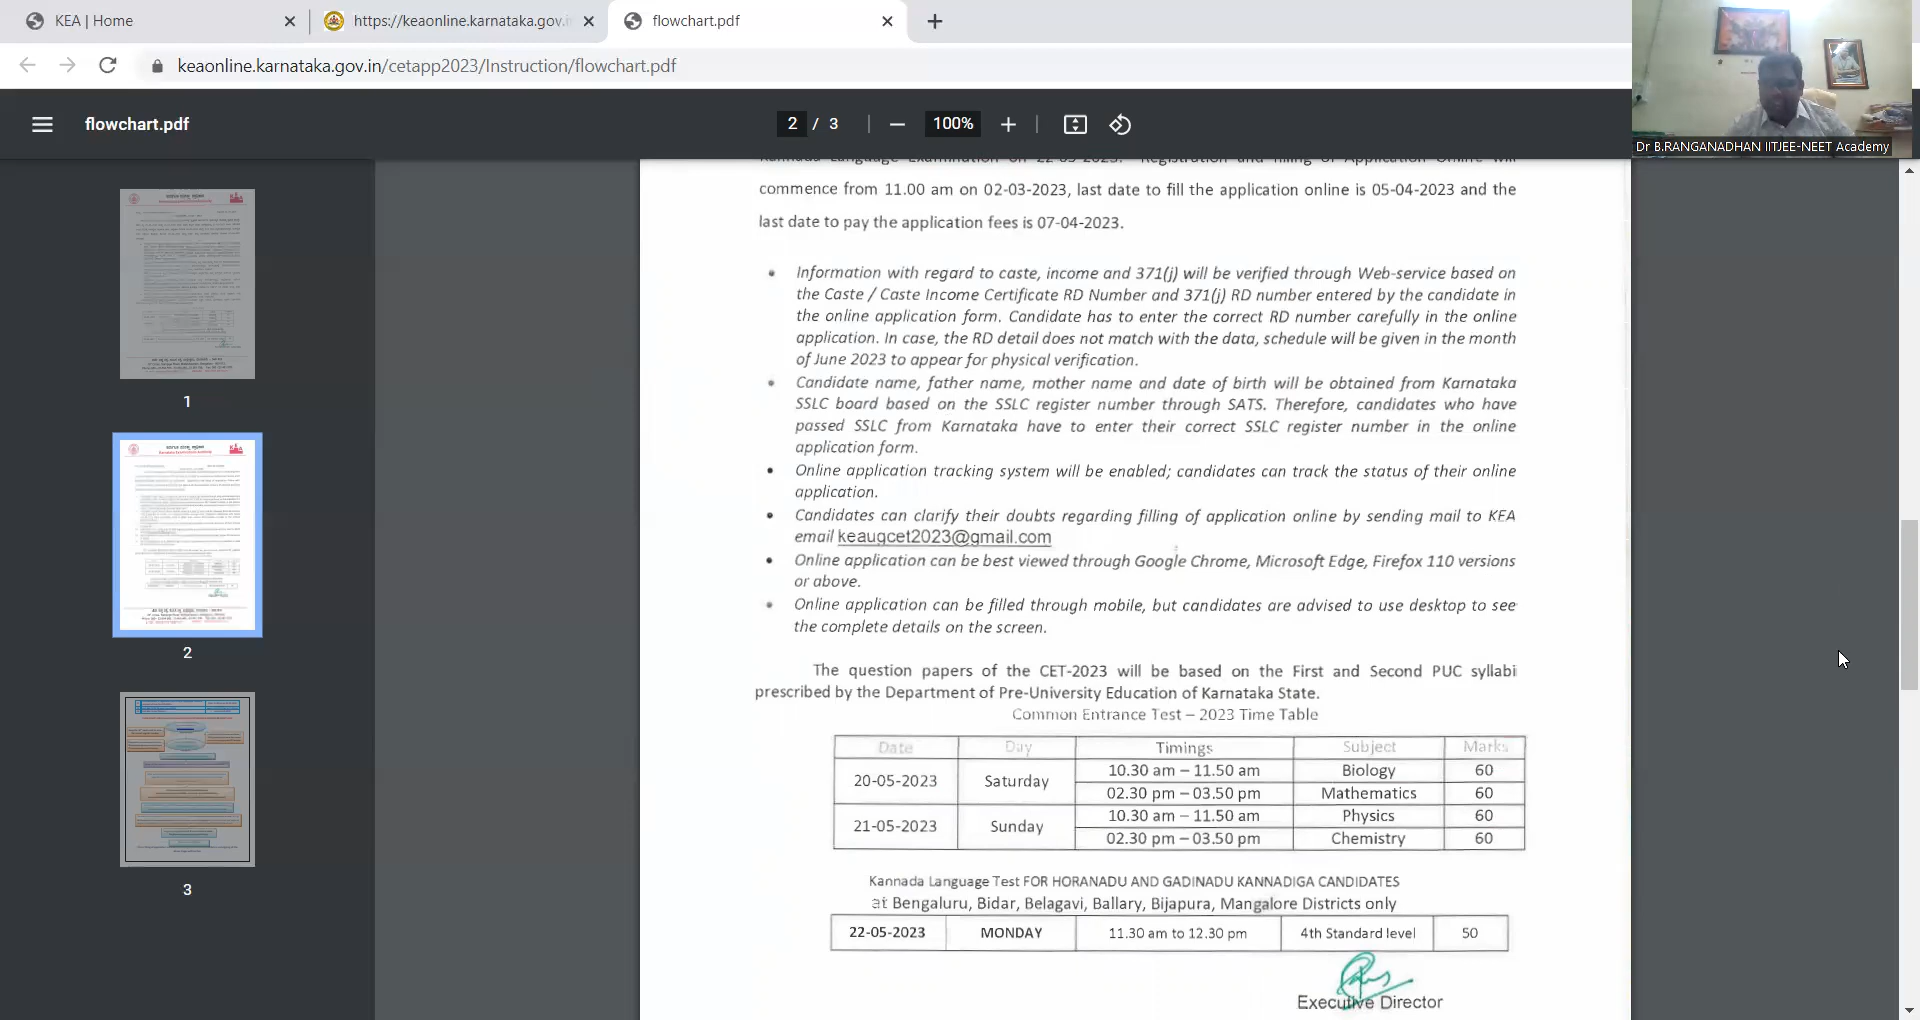 KEA | Home
https://keaonline.karnataka.gov.in
flowchart.pdf
keaonline.karnataka.gov.in/cetapp2023/Instruction/flowchart.pdf
Dr B.RANGANADHAN IITJEE-NEET Academy
flowchart.pdf
2 / 3
100%
1
2
3
Kannada Language Examination on 22-05-2023. Registration and filling of Application Online will
commence from 11.00 am on 02-03-2023, last date to fill the application online is 05-04-2023 and the
last date to pay the application fees is 07-04-2023.
• Information with regard to caste, income and 371(j) will be verified through Web-service based on
the Caste / Caste Income Certificate RD Number and 371(j) RD number entered by the candidate in
the online application form. Candidate has to enter the correct RD number carefully in the online
application. In case, the RD detail does not match with the data, schedule will be given in the month
of June 2023 to appear for physical verification.
• Candidate name, father name, mother name and date of birth will be obtained from Karnataka
SSLC board based on the SSLC register number through SATS. Therefore, candidates who have
passed SSLC from Karnataka have to enter their correct SSLC register number in the online
application form.
• Online application tracking system will be enabled; candidates can track the status of their online
application.
• Candidates can clarify their doubts regarding filling of application online by sending mail to KEA
email keaugcet2023@gmail.com
• Online application can be best viewed through Google Chrome, Microsoft Edge, Firefox 110 versions
or above.
• Online application can be filled through mobile, but candidates are advised to use desktop to see
the complete details on the screen.
The question papers of the CET-2023 will be based on the First and Second PUC syllabi
prescribed by the Department of Pre-University Education of Karnataka State.
Common Entrance Test – 2023 Time Table
Date Day Timings Subject Marks
20-05-2023 Saturday 10.30 am – 11.50 am Biology 60
02.30 pm – 03.50 pm Mathematics 60
21-05-2023 Sunday 10.30 am – 11.50 am Physics 60
02.30 pm – 03.50 pm Chemistry 60
Kannada Language Test FOR HORANADU AND GADINADU KANNADIGA CANDIDATES
at Bengaluru, Bidar, Belagavi, Ballary, Bijapura, Mangalore Districts only
22-05-2023 MONDAY 11.30 am to 12.30 pm 4th Standard level 50
Executive Director